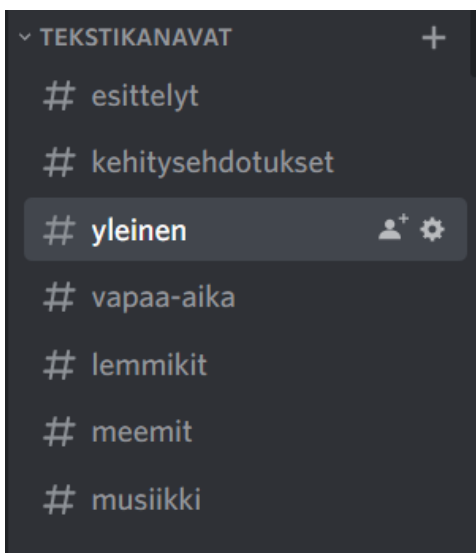 TEKSTIKANAVAT
# esittelyt
# kehitysehdotukset
# yleinen
# vapaa-aika
# lemmikit
# meemit
# musiikki